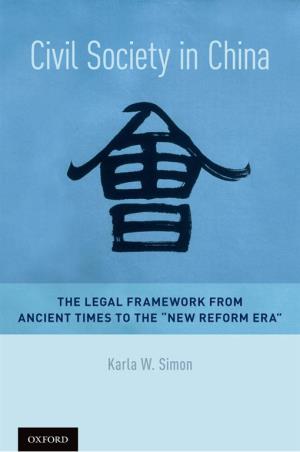 Civil Society in China
會
THE LEGAL FRAMEWORK FROM
ANCIENT TIMES TO THE "NEW REFORM ERA"
Karla W. Simon
OXFORD